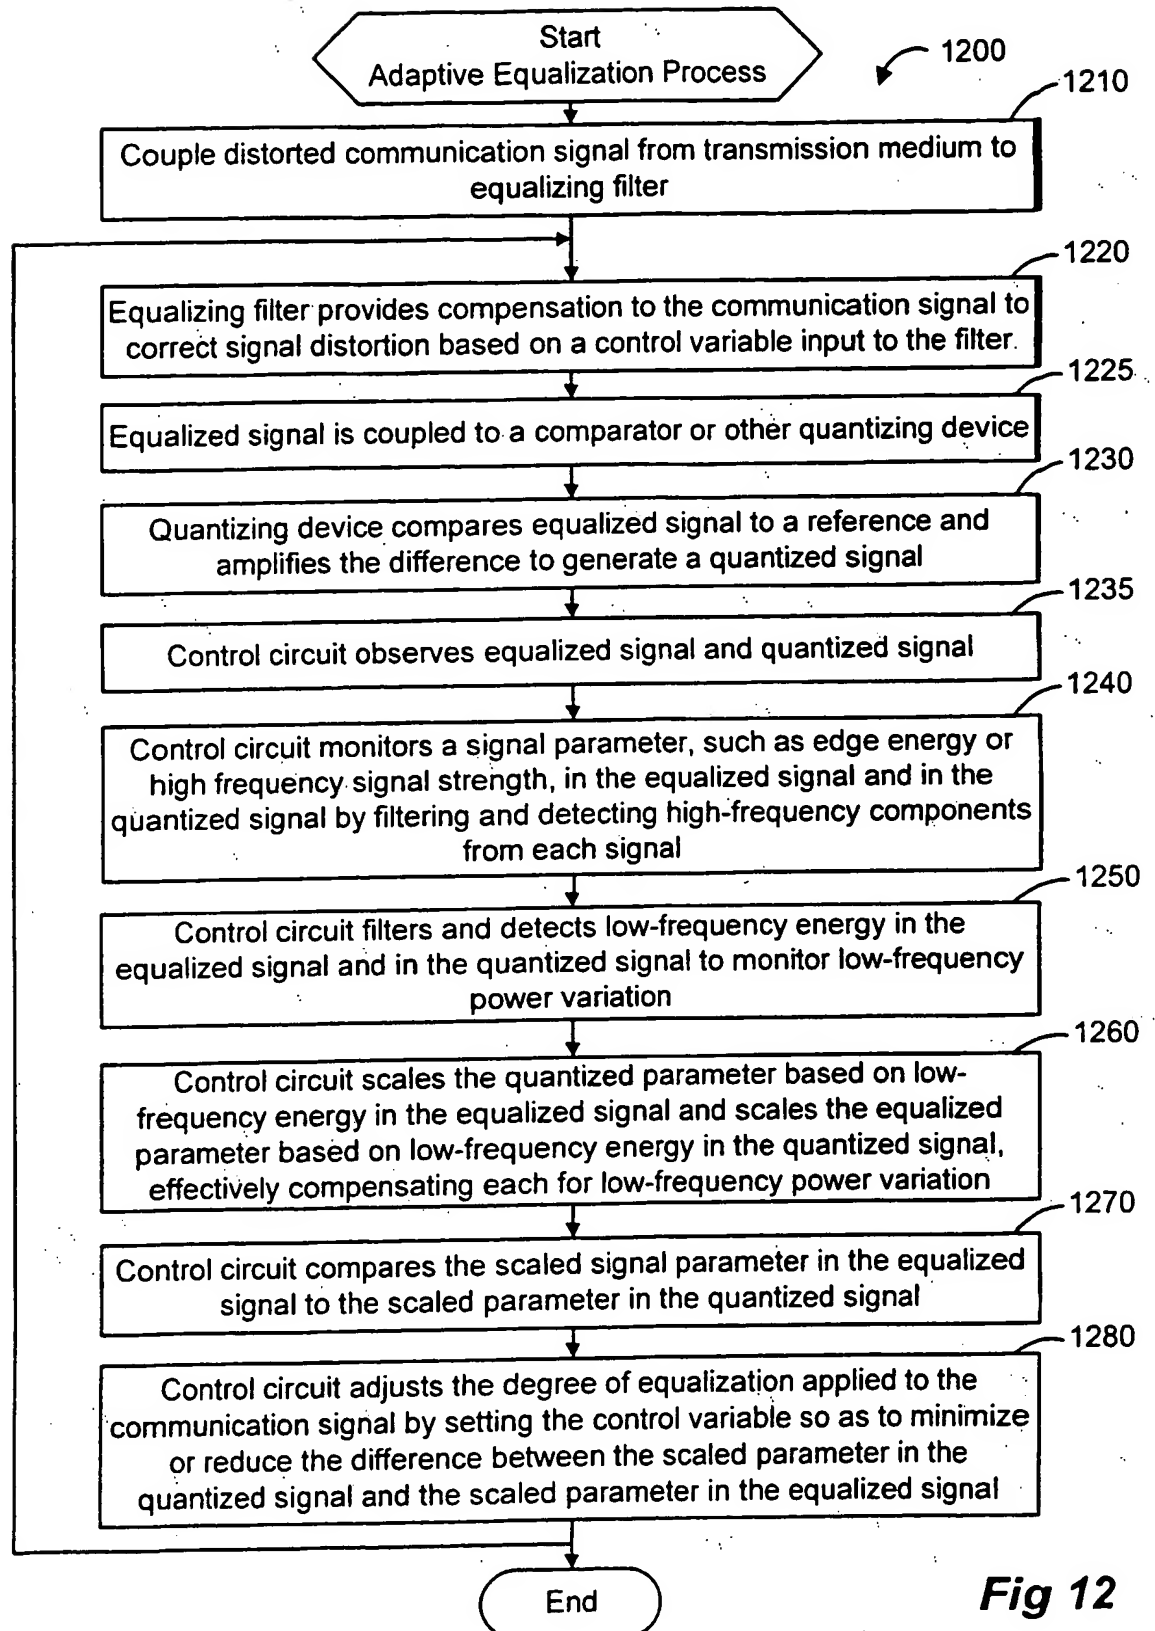 Start
Adaptive Equalization Process
1200
1210
Couple distorted communication signal from transmission medium to
equalizing filter
1220
Equalizing filter provides compensation to the communication signal to
correct signal distortion based on a control variable input to the filter.
1225
Equalized signal is coupled to a comparator or other quantizing device
1230
Quantizing device compares equalized signal to a reference and
amplifies the difference to generate a quantized signal
1235
Control circuit observes equalized signal and quantized signal
1240
Control circuit monitors a signal parameter, such as edge energy or
high frequency signal strength, in the equalized signal and in the
quantized signal by filtering and detecting high-frequency components
from each signal
1250
Control circuit filters and detects low-frequency energy in the
equalized signal and in the quantized signal to monitor low-frequency
power variation
1260
Control circuit scales the quantized parameter based on low-
frequency energy in the equalized signal and scales the equalized
parameter based on low-frequency energy in the quantized signal,
effectively compensating each for low-frequency power variation
1270
Control circuit compares the scaled signal parameter in the equalized
signal to the scaled parameter in the quantized signal
1280
Control circuit adjusts the degree of equalization applied to the
communication signal by setting the control variable so as to minimize
or reduce the difference between the scaled parameter in the
quantized signal and the scaled parameter in the equalized signal
End
Fig 12